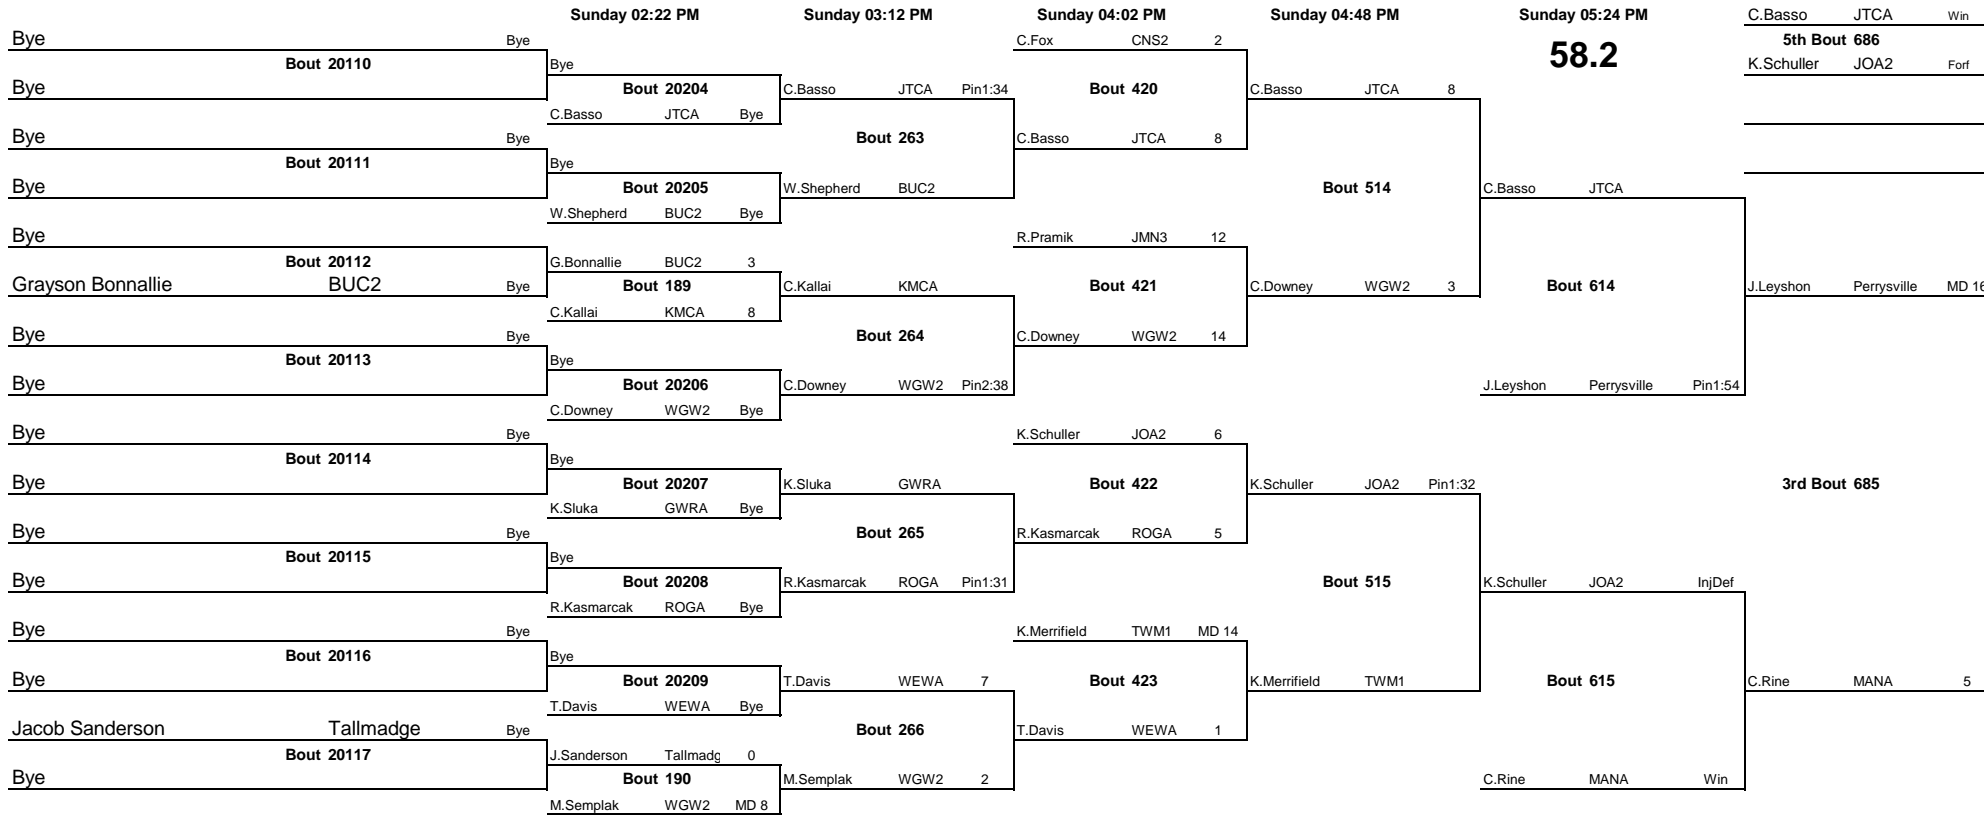 Sunday 02:22 PM Sunday 03:12 PM Sunday 04:02 PM Sunday 04:48 PM Sunday 05:24 PM C.Basso JTCA Win
Bye Bye C.Fox CNS2 2 58.2 5th Bout 686
Bout 20110 Bye K.Schuller JOA2 Forf
Bye Bout 20204 C.Basso JTCA Pin1:34 Bout 420 C.Basso JTCA 8
C.Basso JTCA Bye
Bye Bye Bout 263 C.Basso JTCA 8
Bout 20111 Bye
Bye Bout 20205 W.Shepherd BUC2 Bout 514 C.Basso JTCA
W.Shepherd BUC2 Bye
Bye R.Pramik JMN3 12
Bout 20112 G.Bonnallie BUC2 3
Grayson Bonnallie BUC2 Bye Bout 189 C.Kallai KMCA Bout 421 C.Downey WGW2 3 Bout 614 J.Leyshon Perrysville MD 16
C.Kallai KMCA 8
Bye Bye Bout 264 C.Downey WGW2 14
Bout 20113 Bye
Bye Bout 20206 C.Downey WGW2 Pin2:38 J.Leyshon Perrysville Pin1:54
C.Downey WGW2 Bye
Bye Bye K.Schuller JOA2 6
Bout 20114 Bye
Bye Bout 20207 K.Sluka GWRA Bout 422 K.Schuller JOA2 Pin1:32 3rd Bout 685
K.Sluka GWRA Bye
Bye Bye Bout 265 R.Kasmarcak ROGA 5
Bout 20115 Bye
Bye Bout 20208 R.Kasmarcak ROGA Pin1:31 Bout 515 K.Schuller JOA2 InjDef
R.Kasmarcak ROGA Bye
Bye Bye K.Merrifield TWM1 MD 14
Bout 20116 Bye
Bye Bout 20209 T.Davis WEWA 7 Bout 423 K.Merrifield TWM1 Bout 615 C.Rine MANA 5
T.Davis WEWA Bye
Jacob Sanderson Tallmadge Bye Bout 266 T.Davis WEWA 1
Bout 20117 J.Sanderson Tallmadg 0
Bye Bout 190 M.Semplak WGW2 2 C.Rine MANA Win
M.Semplak WGW2 MD 8